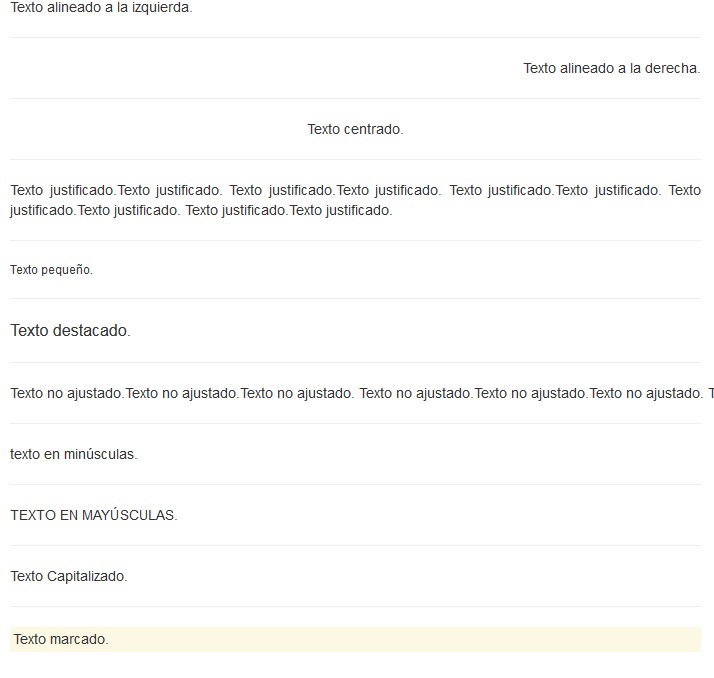 Texto alineado a la izquierda.
Texto alineado a la derecha.
Texto centrado.
Texto justificado.Texto justificado. Texto justificado.Texto justificado. Texto justificado.Texto justificado. Texto
justificado.Texto justificado. Texto justificado.Texto justificado.
Texto pequeño.
Texto destacado.
Texto no ajustado.Texto no ajustado.Texto no ajustado. Texto no ajustado.Texto no ajustado.Texto no ajustado. T
texto en minúsculas.
TEXTO EN MAYÚSCULAS.
Texto Capitalizado.
Texto marcado.